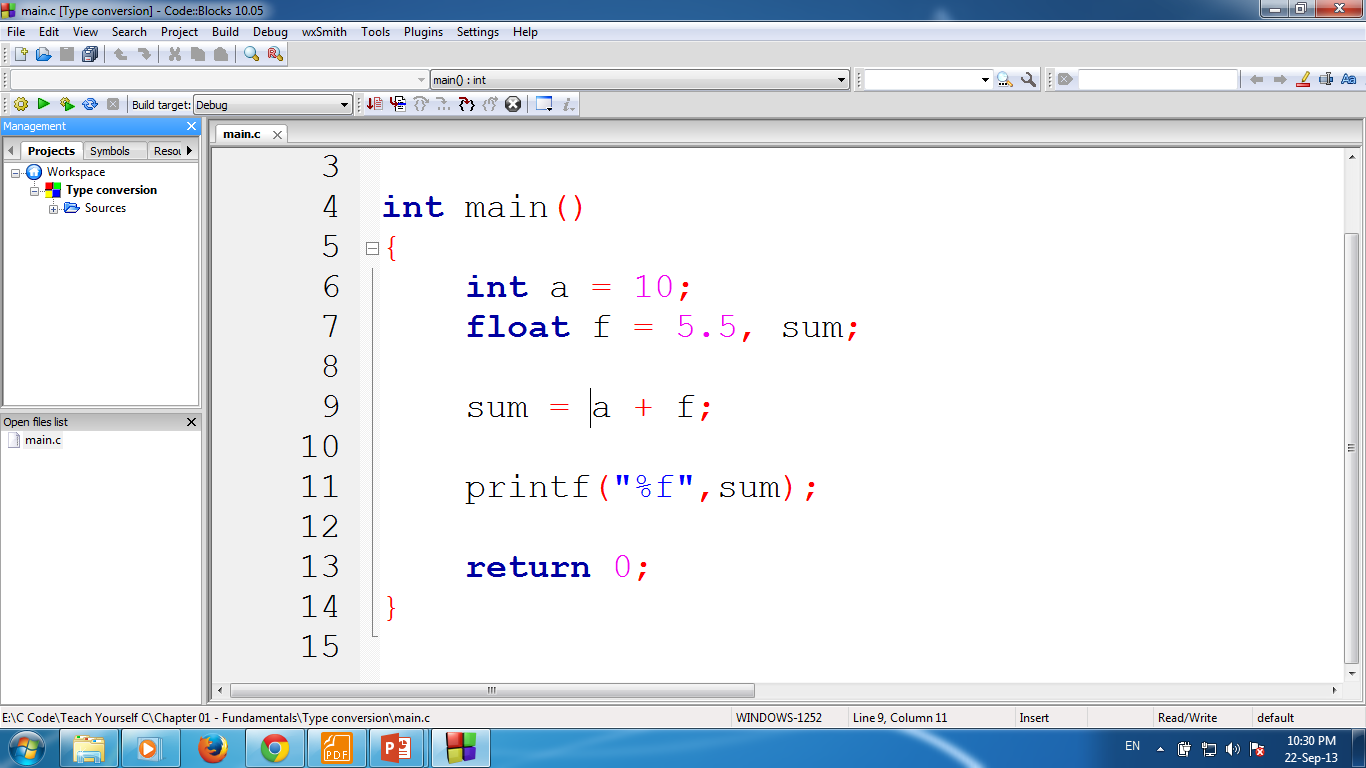 main.c [Type conversion] - Code::Blocks 10.05
File Edit View Search Project Build Debug wxSmith Tools Plugins Settings Help
main() : int
Build target: Debug
Management
Projects Symbols Resou
Workspace
Type conversion
Sources
Open files list
main.c
main.c
3
4 int main()
5 {
6 int a = 10;
7 float f = 5.5, sum;
8
9 sum = a + f;
10
11 printf("%f",sum);
12
13 return 0;
14 }
15
E:\C Code\Teach Yourself C\Chapter 01 - Fundamentals\Type conversion\main.c WINDOWS-1252 Line 9, Column 11 Insert Read/Write default
PDF
EN
10:30 PM
22-Sep-13